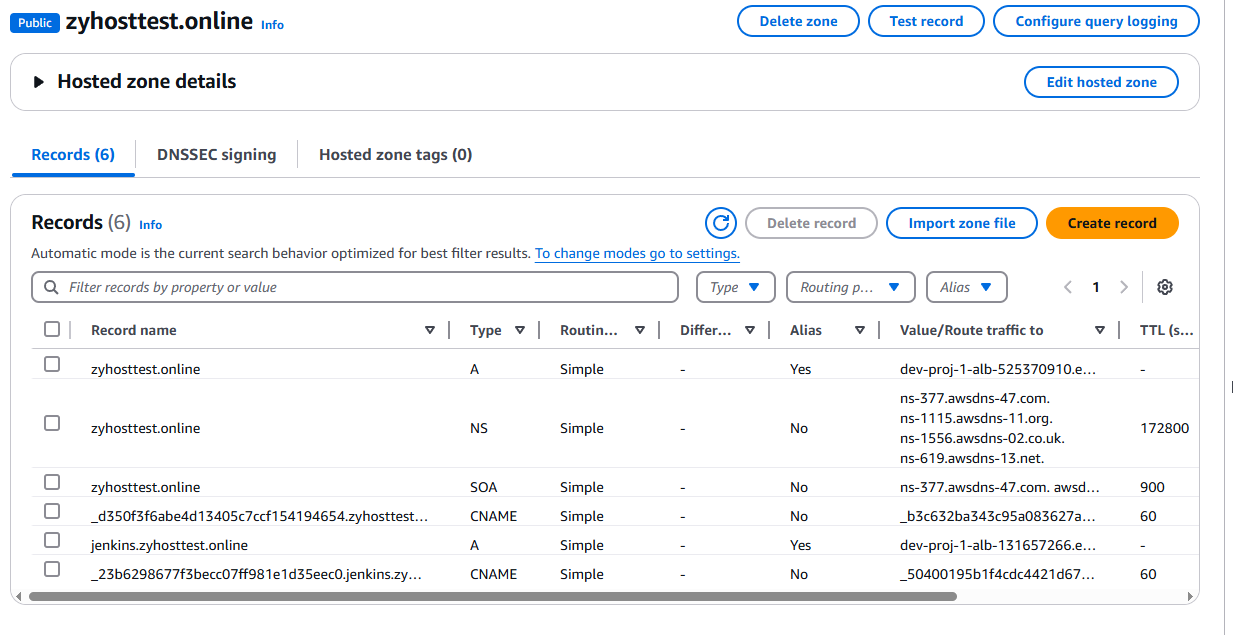 Public zyhosttest.online Info Delete zone Test record Configure query logging
Hosted zone details Edit hosted zone
Records (6) DNSSEC signing Hosted zone tags (0)
Records (6) Info Delete record Import zone file Create record
Automatic mode is the current search behavior optimized for best filter results. To change modes go to settings.
Filter records by property or value Type Routing p... Alias 1
Record name Type Routin... Differ... Alias Value/Route traffic to TTL (s...
zyhosttest.online A Simple - Yes dev-proj-1-alb-525370910.e... -
ns-377.awsdns-47.com.
ns-1115.awsdns-11.org.
zyhosttest.online NS Simple - No 172800
ns-1556.awsdns-02.co.uk.
ns-619.awsdns-13.net.
zyhosttest.online SOA Simple - No ns-377.awsdns-47.com. awsd... 900
_d350f3f6abe4d13405c7ccf154194654.zyhosttest... CNAME Simple - No _b3c632ba343c95a083627a... 60
jenkins.zyhosttest.online A Simple - Yes dev-proj-1-alb-131657266.e... -
_23b6298677f3becc07ff981e1d35eec0.jenkins.zy... CNAME Simple - No _50400195b1f4cdc4421d67... 60